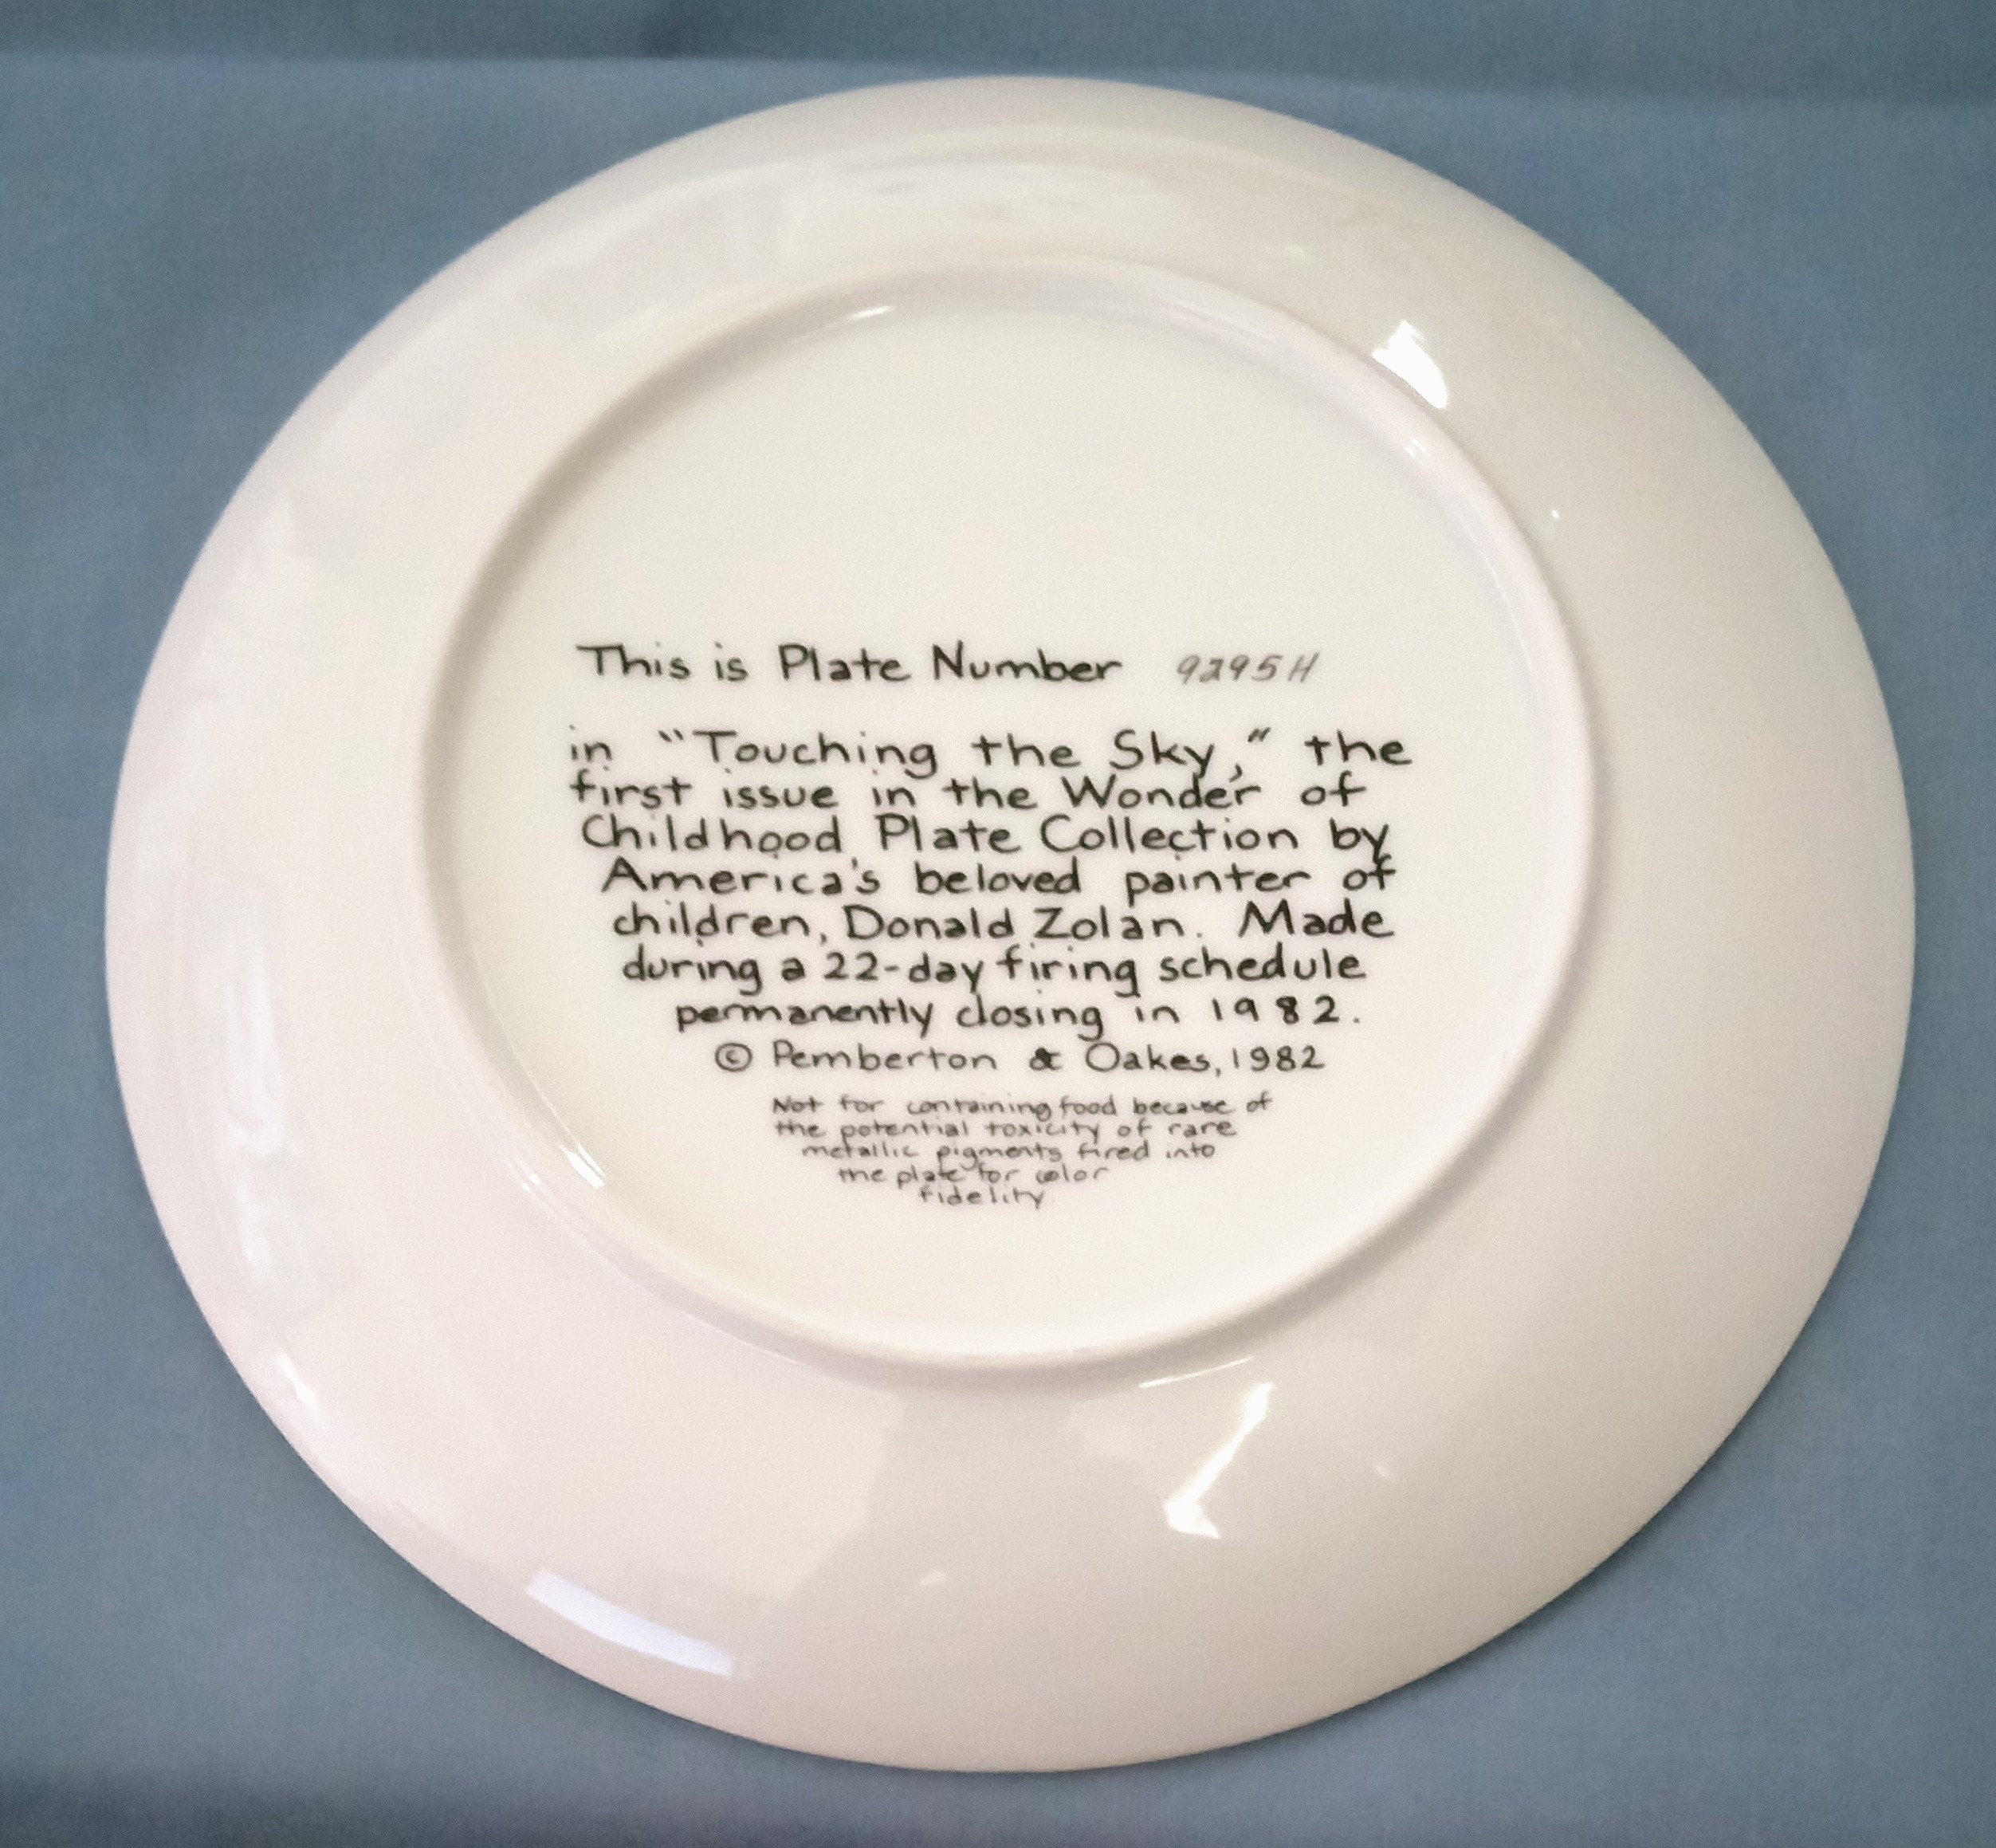 This is Plate Number 9295H
in "Touching the Sky," the
first issue in the Wonder of
Childhood Plate Collection by
America's beloved painter of
children, Donald Zolan. Made
during a 22-day firing schedule
permanently closing in 1982.
© Pemberton & Oakes, 1982
Not for containing food because of
the potential toxicity of rare
metallic pigments fired into
the plate for color
fidelity